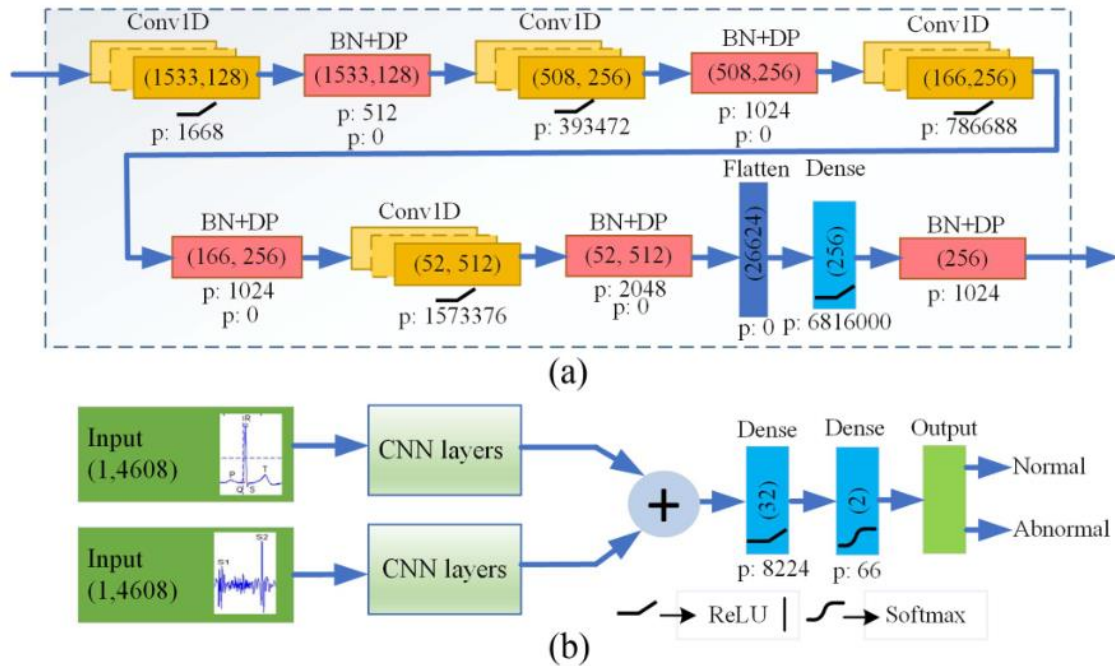 Conv1D
(1533,128)
p: 1668
BN+DP
(1533,128)
p: 512
p: 0
Conv1D
(508, 256)
p: 393472
BN+DP
(508,256)
p: 1024
p: 0
Conv1D
(166,256)
p: 786688
BN+DP
(166, 256)
p: 1024
p: 0
Conv1D
(52, 512)
p: 1573376
BN+DP
(52, 512)
p: 2048
p: 0
Flatten
(26624)
p: 0
Dense
(256)
p: 6816000
BN+DP
(256)
p: 1024
(a)
Input
(1,4608)
R
P
Q
S
T
CNN layers
Input
(1,4608)
S1
S2
CNN layers
+
Dense
(32)
p: 8224
Dense
(2)
p: 66
Output
Normal
Abnormal
ReLU
Softmax
(b)